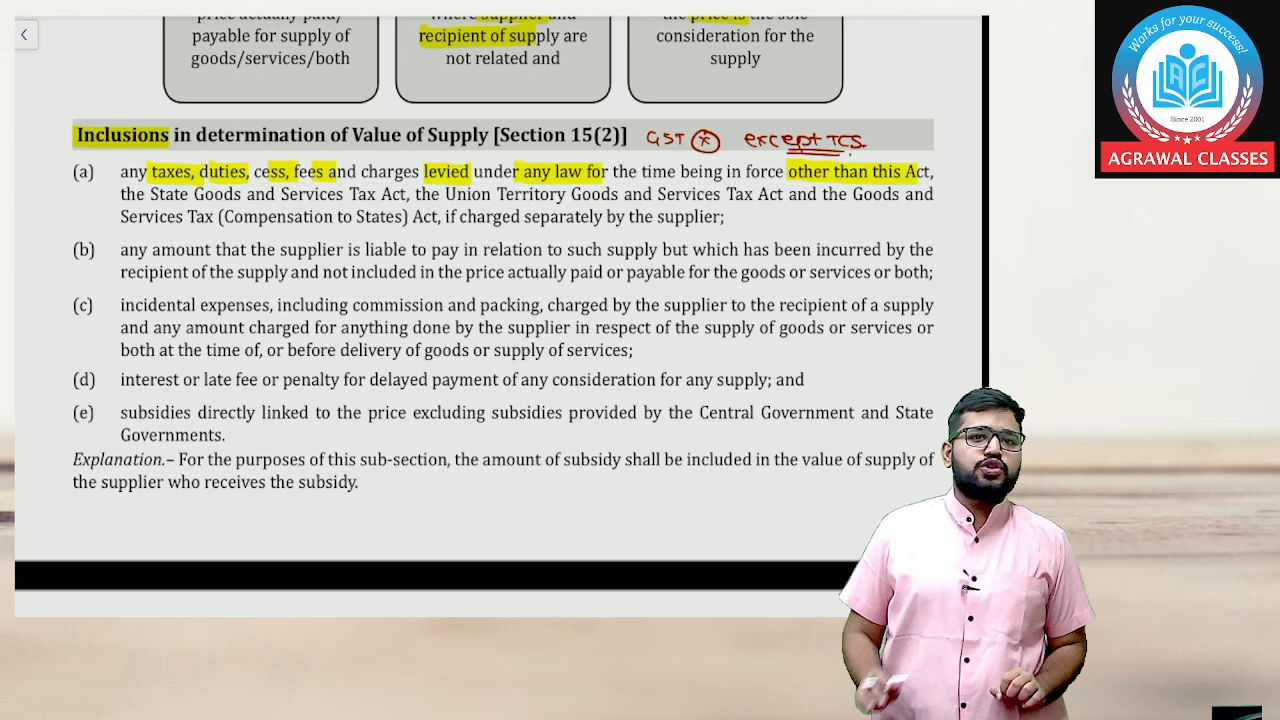 price actually paid/
payable for supply of
goods/services/both
where supplier and
recipient of supply are
not related and
the price is the sole
consideration for the
supply
Inclusions in determination of Value of Supply [Section 15(2)] GST except TCS.
(a) any taxes, duties, cess, fees and charges levied under any law for the time being in force other than this Act,
the State Goods and Services Tax Act, the Union Territory Goods and Services Tax Act and the Goods and
Services Tax (Compensation to States) Act, if charged separately by the supplier;
(b) any amount that the supplier is liable to pay in relation to such supply but which has been incurred by the
recipient of the supply and not included in the price actually paid or payable for the goods or services or both;
(c) incidental expenses, including commission and packing, charged by the supplier to the recipient of a supply
and any amount charged for anything done by the supplier in respect of the supply of goods or services or
both at the time of, or before delivery of goods or supply of services;
(d) interest or late fee or penalty for delayed payment of any consideration for any supply; and
(e) subsidies directly linked to the price excluding subsidies provided by the Central Government and State
Governments.
Explanation.– For the purposes of this sub-section, the amount of subsidy shall be included in the value of supply of
the supplier who receives the subsidy.
Works for your success!
AC
Since 2001
AGRAWAL CLASSES